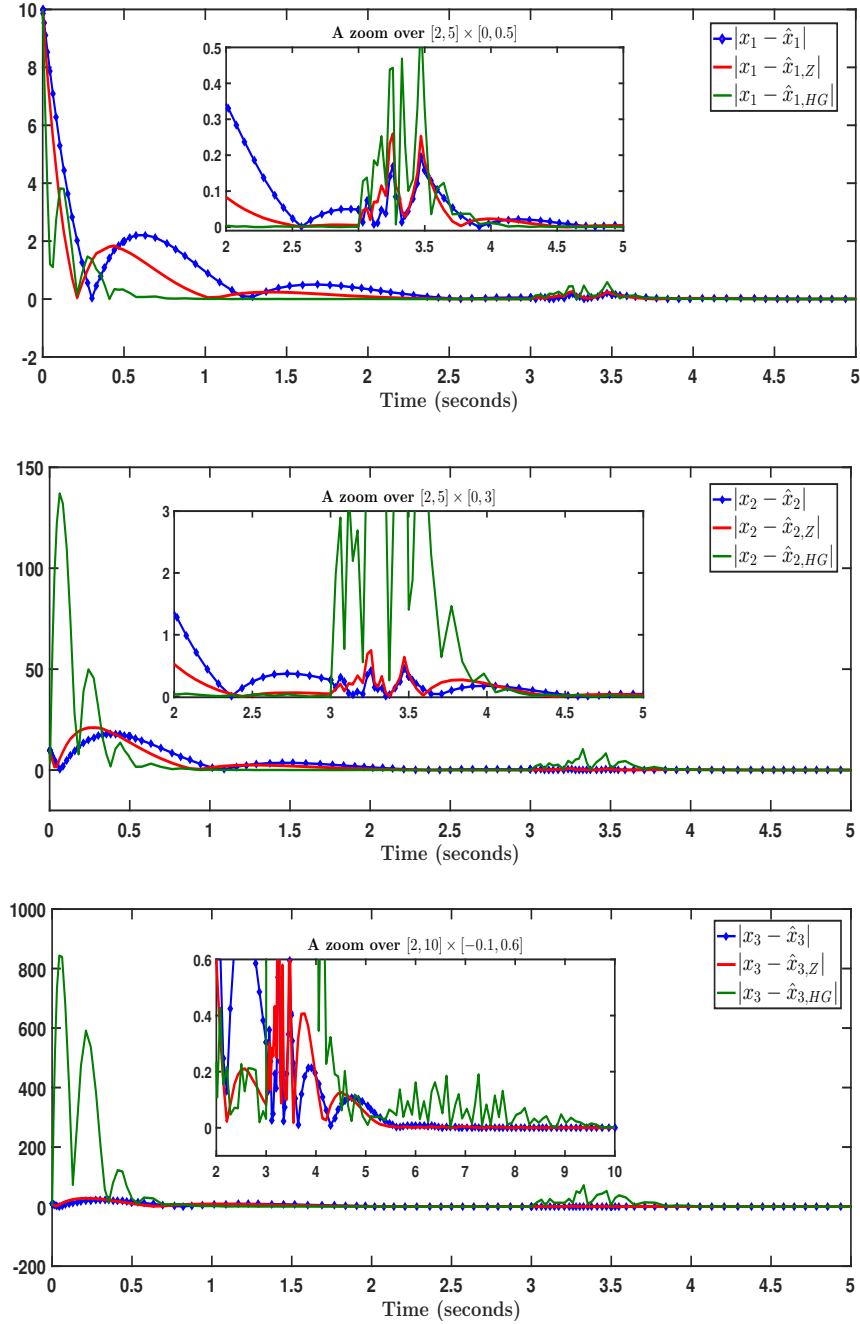 A zoom over [2, 5] × [0, 0.5]
|x₁ − x̂₁|
|x₁ − x̂₁,Z|
|x₁ − x̂₁,HG|
10
8
6
4
2
0
-2
0.5
0.4
0.3
0.2
0.1
0
2 2.5 3 3.5 4 4.5 5
0 0.5 1 1.5 2 2.5 3 3.5 4 4.5 5
Time (seconds)
A zoom over [2, 5] × [0, 3]
|x₂ − x̂₂|
|x₂ − x̂₂,Z|
|x₂ − x̂₂,HG|
150
100
50
0
3
2
1
0
2 2.5 3 3.5 4 4.5 5
0 0.5 1 1.5 2 2.5 3 3.5 4 4.5 5
Time (seconds)
A zoom over [2, 10] × [−0.1, 0.6]
|x₃ − x̂₃|
|x₃ − x̂₃,Z|
|x₃ − x̂₃,HG|
1000
800
600
400
200
0
-200
0.6
0.4
0.2
0
2 3 4 5 6 7 8 9 10
0 0.5 1 1.5 2 2.5 3 3.5 4 4.5 5
Time (seconds)